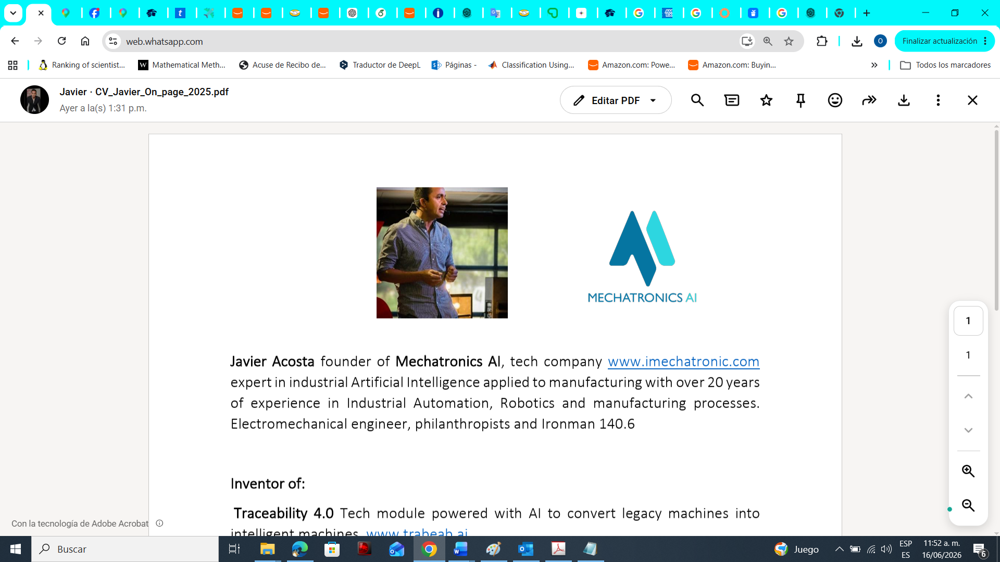 web.whatsapp.com
O
Finalizar actualización
Ranking of scientist...
Mathematical Meth...
Acuse de Recibo de...
Traductor de DeepL
Páginas -
Classification Using...
Amazon.com: Powe...
Amazon.com: Buyin...
Todos los marcadores
Javier · CV_Javier_On_page_2025.pdf
Ayer a la(s) 1:31 p.m.
Editar PDF
MECHATRONICS AI
Javier Acosta founder of Mechatronics AI, tech company www.imechatronic.com
expert in industrial Artificial Intelligence applied to manufacturing with over 20 years
of experience in Industrial Automation, Robotics and manufacturing processes.
Electromechanical engineer, philanthropists and Ironman 140.6
Inventor of:
Traceability 4.0 Tech module powered with AI to convert legacy machines into
intelligent machines. www.trabeab.ai
1
1
Con la tecnología de Adobe Acrobat
Buscar
Juego
ESP
ES
11:52 a. m.
16/06/2026
6